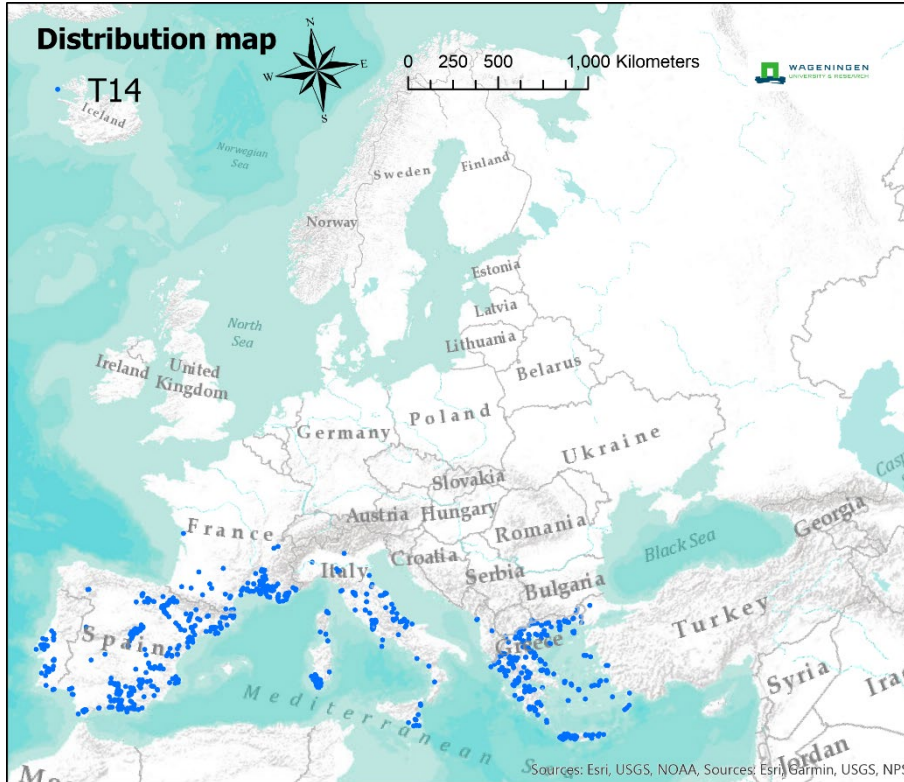 Distribution map
T14
N
W
E
S
0 250 500 1,000 Kilometers
WAGENINGEN
UNIVERSITY & RESEARCH
Iceland
Norwegian
Sea
Sweden
Finland
Norway
Estonia
Latvia
Lithuania
North
Sea
Ireland
United
Kingdom
Belarus
Poland
Germany
Ukraine
Slovakia
Casp
France
Austria
Hungary
Romania
Georgia
Black Sea
Italy
Croatia
Serbia
Bulgaria
Turkey
Spain
Greece
Syria
Iraq
Mediterranean Sea
Jordan
Mo
Sources: Esri, USGS, NOAA, Sources: Esri, Garmin, USGS, NPS